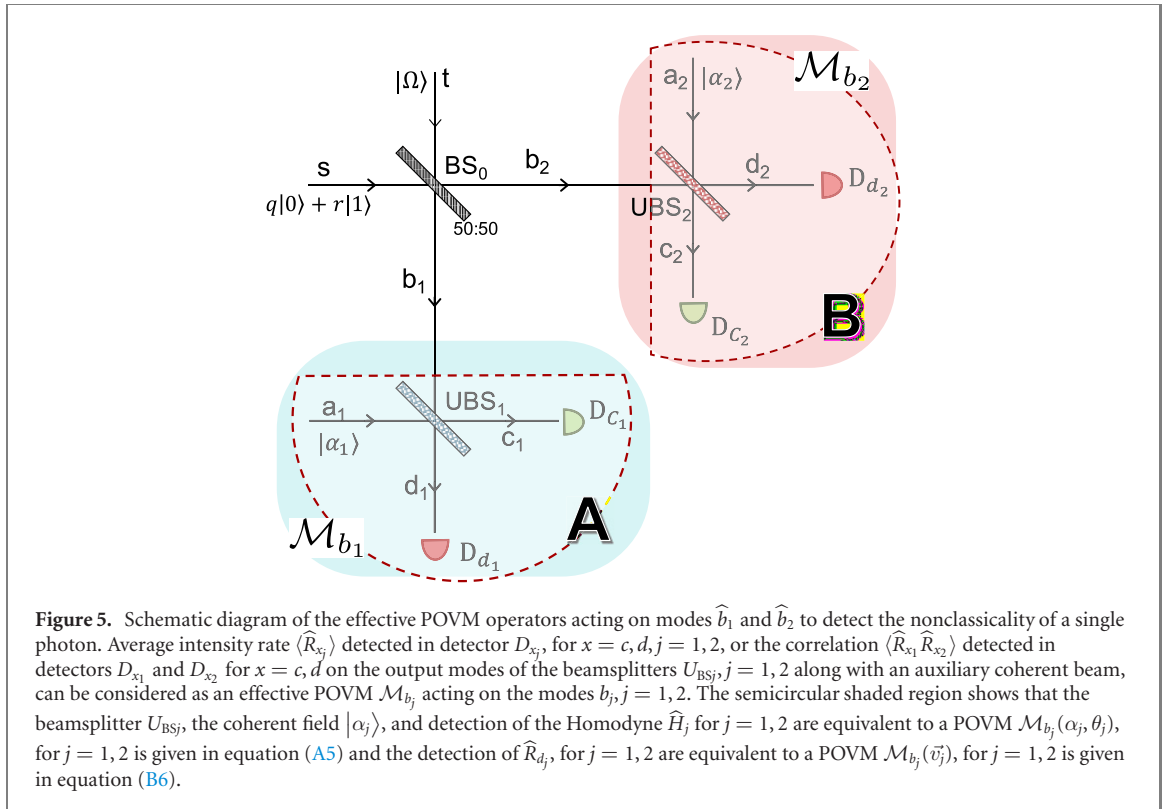 |Ω⟩ t
s
BS₀
b₂
q|0⟩ + r|1⟩
50:50
b₁
a₂ |α₂⟩
ℳ_{b₂}
d₂
D_{d₂}
UBS₂
c₂
D_{C₂}
B
a₁
UBS₁
D_{C₁}
|α₁⟩
c₁
d₁
A
ℳ_{b₁}
D_{d₁}
Figure 5. Schematic diagram of the effective POVM operators acting on modes b̂₁ and b̂₂ to detect the nonclassicality of a single
photon. Average intensity rate ⟨R̂_{x_j}⟩ detected in detector D_{x_j}, for x = c, d, j = 1, 2, or the correlation ⟨R̂_{x₁}R̂_{x₂}⟩ detected in
detectors D_{x₁} and D_{x₂} for x = c, d on the output modes of the beamsplitters U_{BSj}, j = 1, 2 along with an auxiliary coherent beam,
can be considered as an effective POVM ℳ_{b_j} acting on the modes b_j, j = 1, 2. The semicircular shaded region shows that the
beamsplitter U_{BSj}, the coherent field |α_j⟩, and detection of the Homodyne Ĥ_j for j = 1, 2 are equivalent to a POVM ℳ_{b_j}(α_j, θ_j),
for j = 1, 2 is given in equation (A5) and the detection of R̂_{d_j}, for j = 1, 2 are equivalent to a POVM ℳ_{b_j}(v⃗_j), for j = 1, 2 is given
in equation (B6).